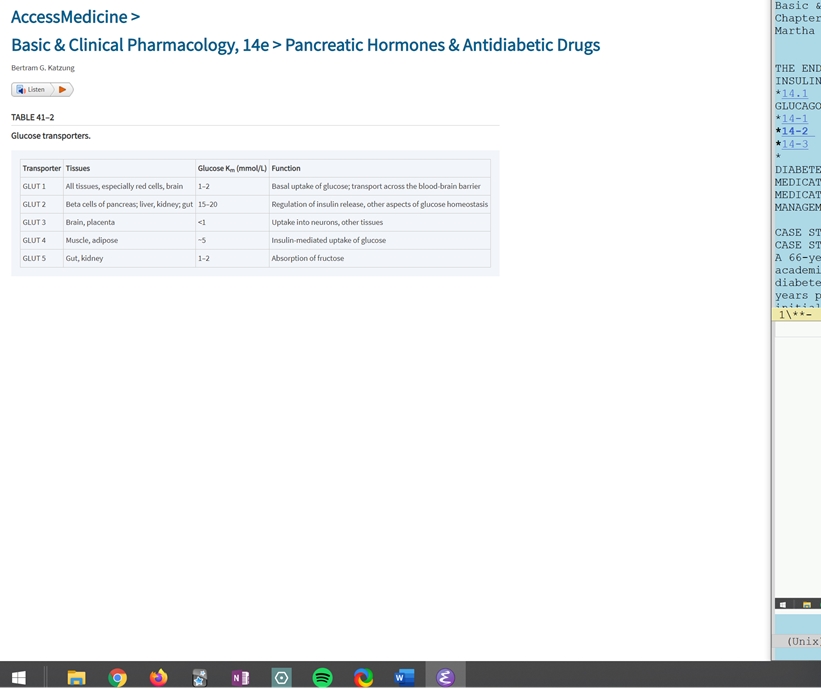 AccessMedicine >
Basic & Clinical Pharmacology, 14e > Pancreatic Hormones & Antidiabetic Drugs
Bertram G. Katzung
Listen
TABLE 41–2
Glucose transporters.
Transporter Tissues Glucose Km (mmol/L) Function
GLUT 1 All tissues, especially red cells, brain 1–2 Basal uptake of glucose; transport across the blood-brain barrier
GLUT 2 Beta cells of pancreas; liver, kidney; gut 15–20 Regulation of insulin release, other aspects of glucose homeostasis
GLUT 3 Brain, placenta <1 Uptake into neurons, other tissues
GLUT 4 Muscle, adipose ~5 Insulin-mediated uptake of glucose
GLUT 5 Gut, kidney 1–2 Absorption of fructose
Basic &
Chapter
Martha
THE END
INSULIN
*14.1
GLUCAGO
*14-1
*14-2
*14-3
*
DIABETE
MEDICAT
MEDICAT
MANAGEM
CASE ST
CASE ST
A 66-ye
academi
diabete
years p
1\**-
(Unix